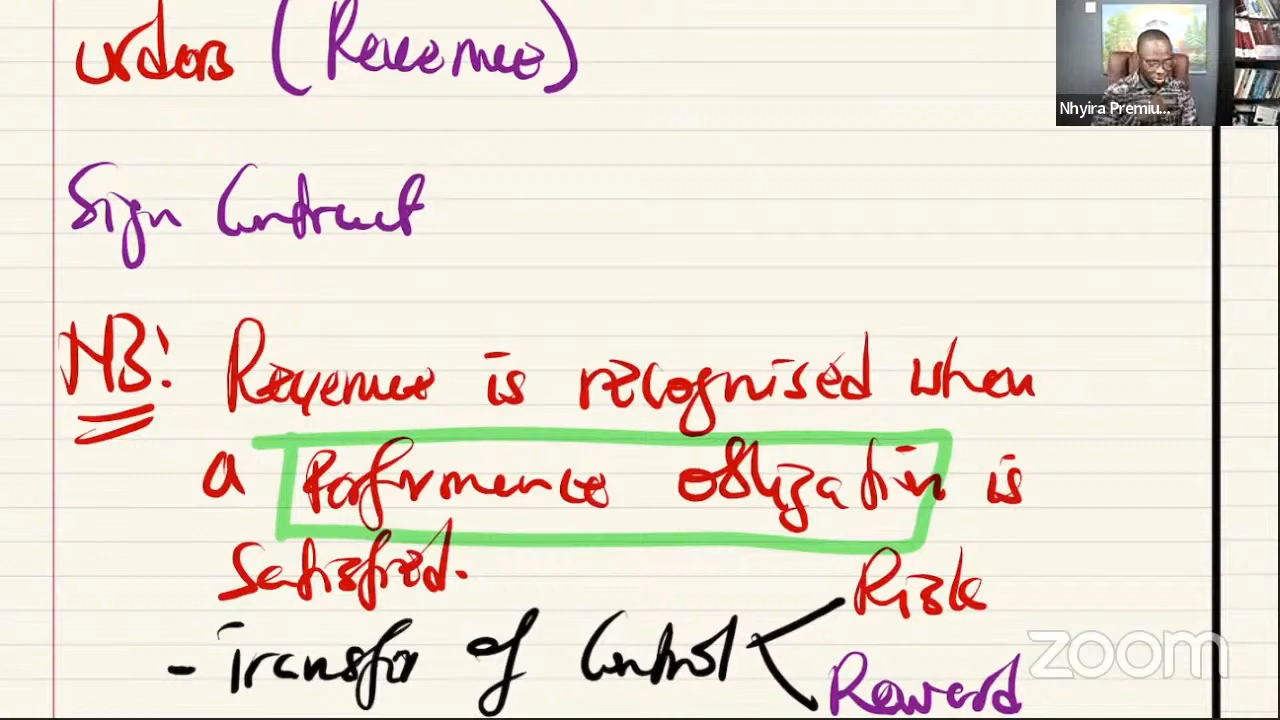 orders (Revenue)
Nhyira Premiu...
Sign Contract
NB: Revenue is recognised when
a Performance obligation is
satisfied.
Risk
- Transfer of Control
Reward
zoom